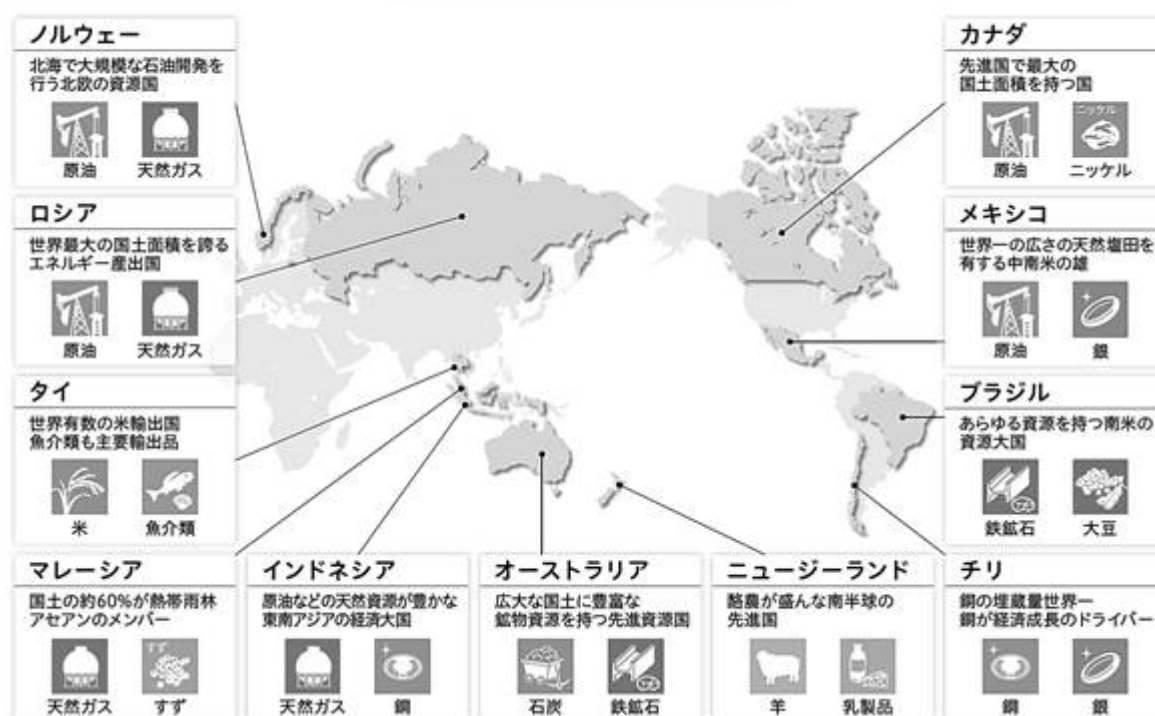 ノルウェー
北海で大規模な石油開発を
行う北欧の資源国
原油 天然ガス
ロシア
世界最大の国土面積を誇る
エネルギー産出国
原油 天然ガス
タイ
世界有数の米輸出国
魚介類も主要輸出品
米 魚介類
マレーシア
国土の約60%が熱帯雨林
アセアンのメンバー
すず
天然ガス すず
インドネシア
原油などの天然資源が豊かな
東南アジアの経済大国
天然ガス 銅
オーストラリア
広大な国土に豊富な
鉱物資源を持つ先進資源国
石炭 鉄鉱石
ニュージーランド
酪農が盛んな南半球の
先進国
羊 乳製品
カナダ
先進国で最大の
国土面積を持つ国
ニッケル
原油 ニッケル
メキシコ
世界一の広さの天然塩田を
有する中南米の雄
原油 銀
ブラジル
あらゆる資源を持つ南米の
資源大国
鉄鉱石 大豆
チリ
銅の埋蔵量世界一
銅が経済成長のドライバー
銅 銀